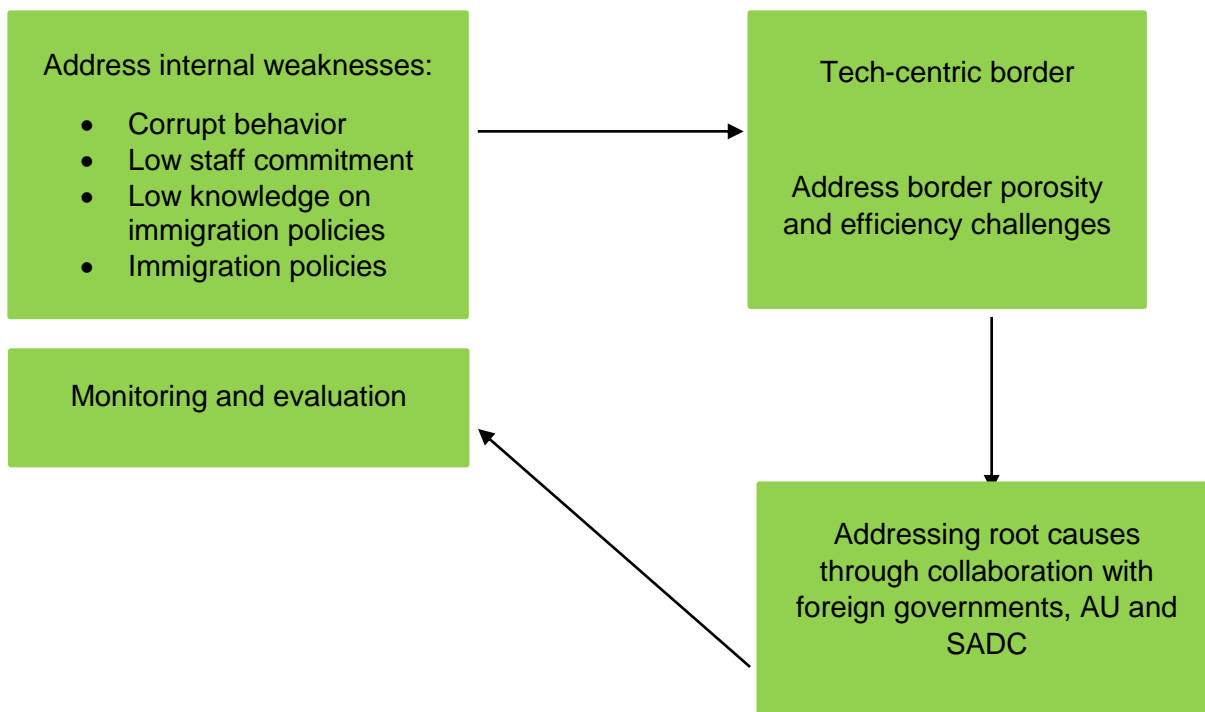 Address internal weaknesses:
• Corrupt behavior
• Low staff commitment
• Low knowledge on
immigration policies
• Immigration policies
Tech-centric border
Address border porosity
and efficiency challenges
Monitoring and evaluation
Addressing root causes
through collaboration with
foreign governments, AU and
SADC